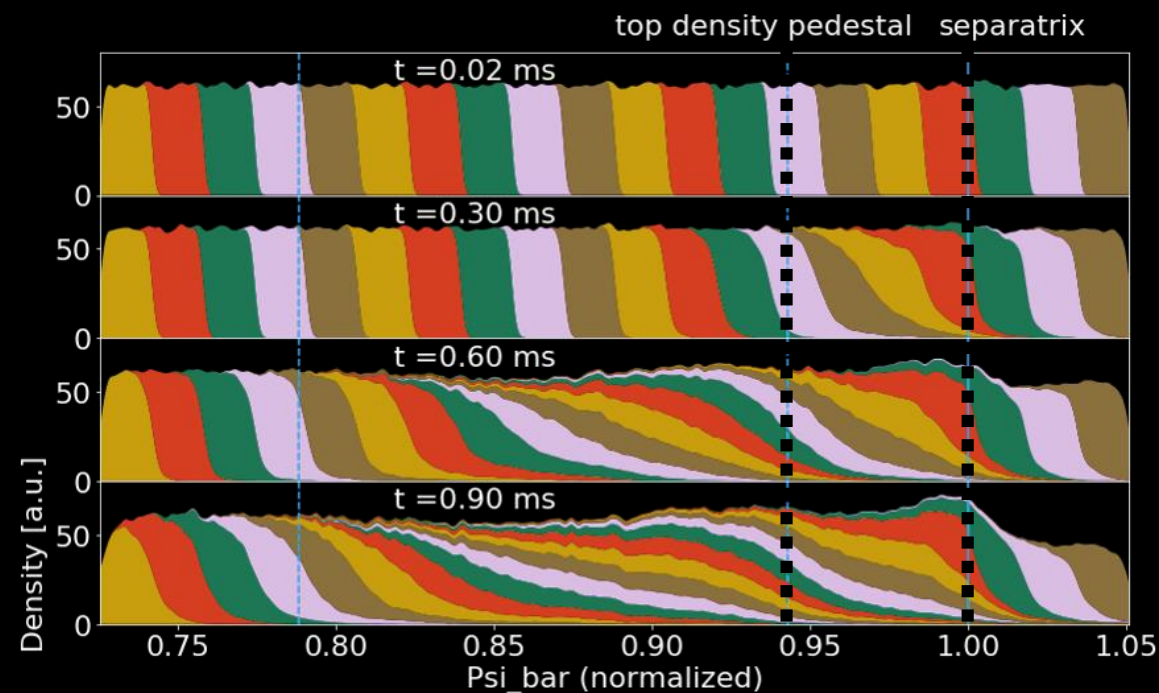 top density pedestal separatrix
t =0.02 ms
50
0
t =0.30 ms
50
0
t =0.60 ms
50
0
t =0.90 ms
50
0
Density [a.u.]
0.75 0.80 0.85 0.90 0.95 1.00 1.05
Psi_bar (normalized)